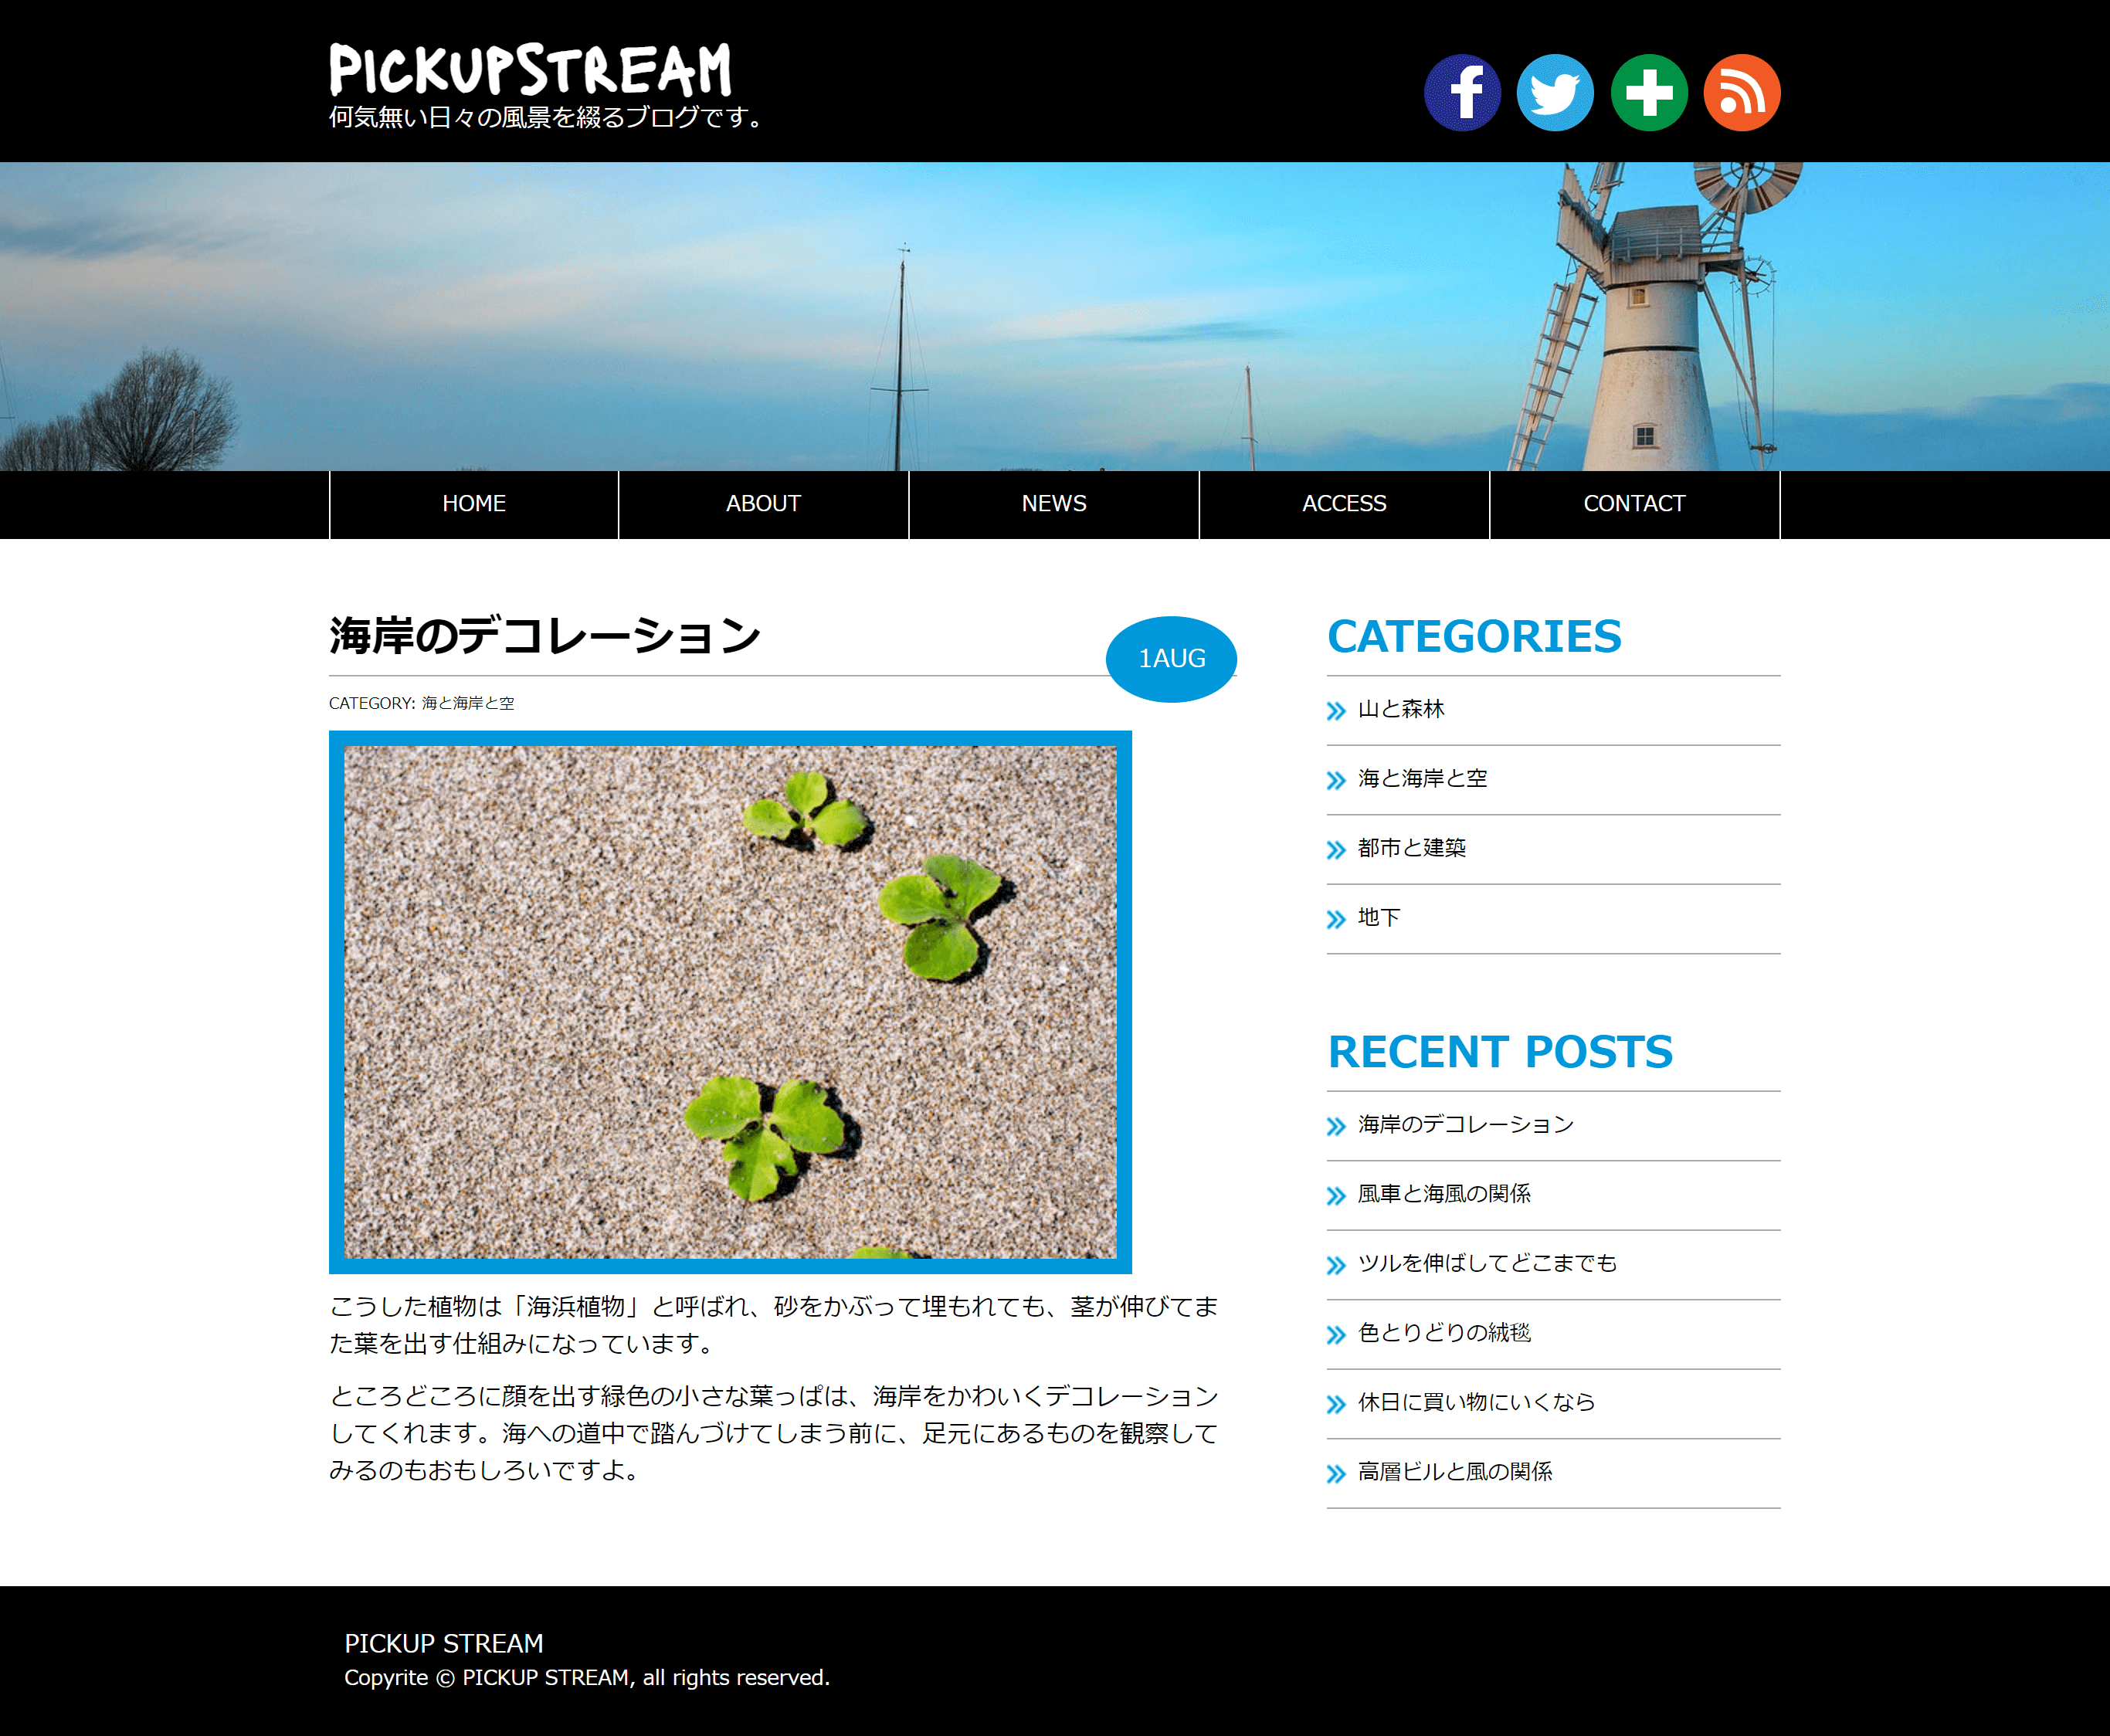 PICKUPSTREAM
何気無い日々の風景を綴るブログです。
HOME
ABOUT
NEWS
ACCESS
CONTACT
海岸のデコレーション
1AUG
CATEGORY: 海と海岸と空
こうした植物は「海浜植物」と呼ばれ、砂をかぶって埋もれても、茎が伸びてま
た葉を出す仕組みになっています。
ところどころに顔を出す緑色の小さな葉っぱは、海岸をかわいくデコレーション
してくれます。海への道中で踏んづけてしまう前に、足元にあるものを観察して
みるのもおもしろいですよ。
CATEGORIES
山と森林
海と海岸と空
都市と建築
地下
RECENT POSTS
海岸のデコレーション
風車と海風の関係
ツルを伸ばしてどこまでも
色とりどりの絨毯
休日に買い物にいくなら
高層ビルと風の関係
PICKUP STREAM
Copyrite © PICKUP STREAM, all rights reserved.